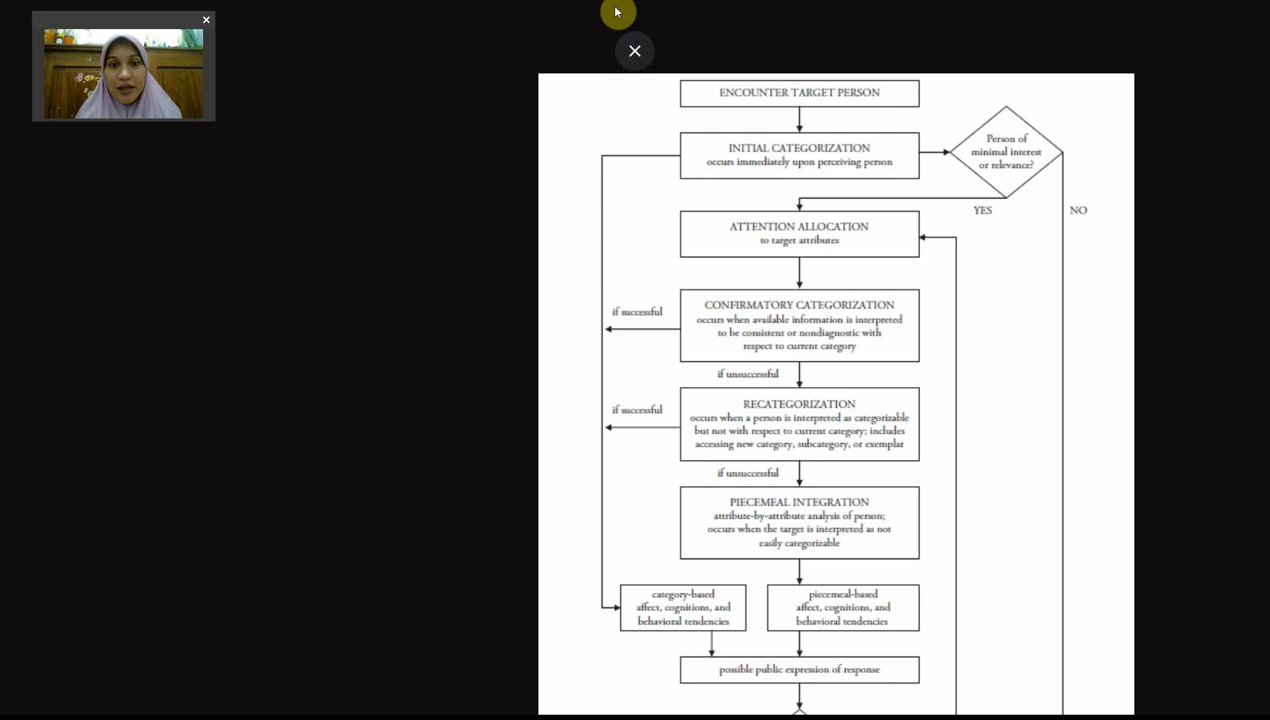 ENCOUNTER TARGET PERSON
INITIAL CATEGORIZATION
occurs immediately upon perceiving person
Person of
minimal interest
or relevance?
YES
NO
ATTENTION ALLOCATION
to target attributes
CONFIRMATORY CATEGORIZATION
occurs when available information is interpreted
to be consistent or nondiagnostic with
respect to current category
if successful
if unsuccessful
RECATEGORIZATION
occurs when a person is interpreted as categorizable
but not with respect to current category; includes
accessing new category, subcategory, or exemplar
if successful
if unsuccessful
PIECEMEAL INTEGRATION
attribute-by-attribute analysis of person;
occurs when the target is interpreted as not
easily categorizable
category-based
affect, cognitions, and
behavioral tendencies
piecemeal-based
affect, cognitions, and
behavioral tendencies
possible public expression of response